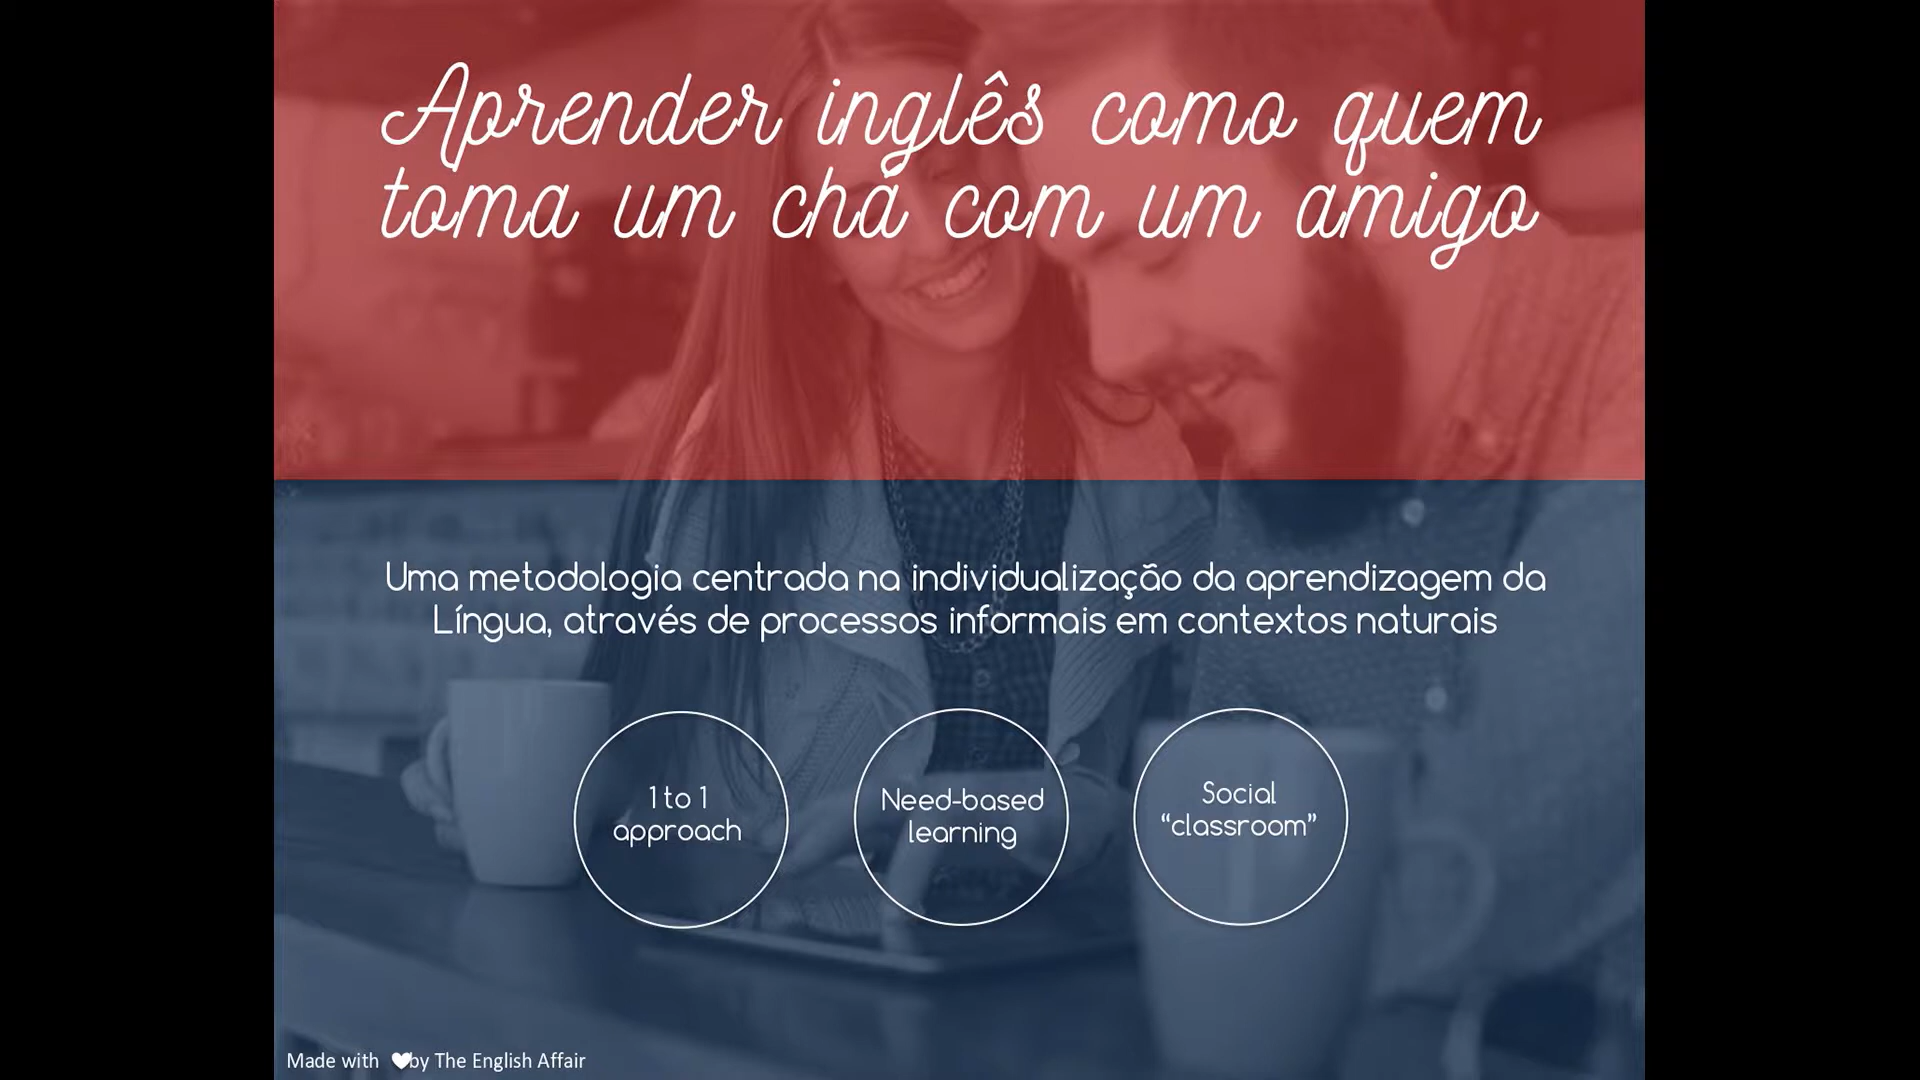 Aprender inglês como quem
toma um chá com um amigo
Uma metodologia centrada na individualização da aprendizagem da
Língua, através de processos informais em contextos naturais
1 to 1
approach
Need-based
learning
Social
“classroom”
Made with ♥by The English Affair